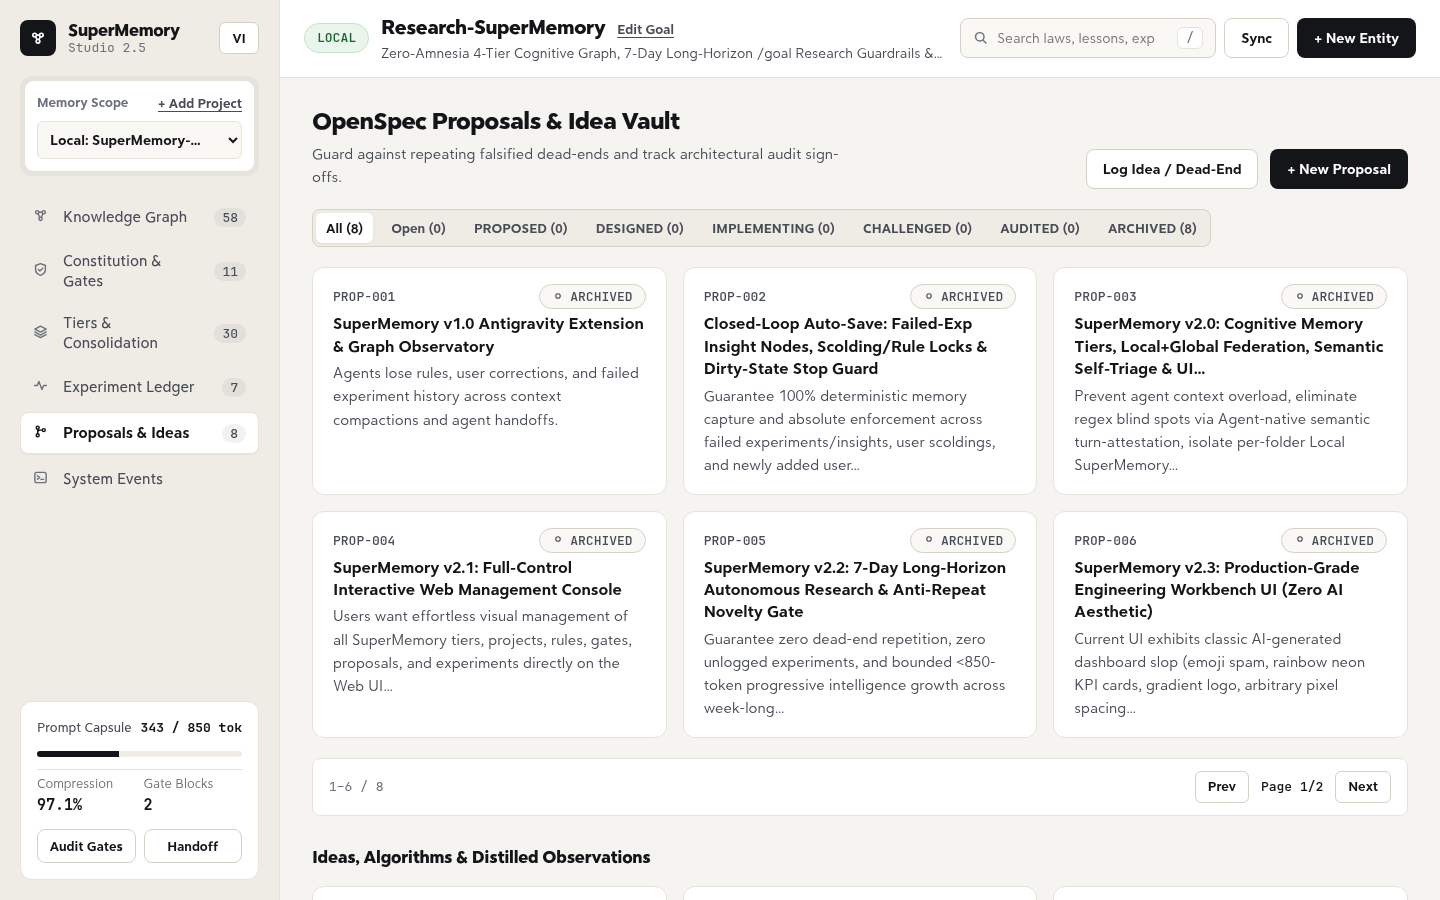 SuperMemory
Studio 2.5
VI
Memory Scope
+ Add Project
Local: SuperMemory-...
Knowledge Graph
58
Constitution &
Gates
11
Tiers &
Consolidation
30
Experiment Ledger
7
Proposals & Ideas
8
System Events
Prompt Capsule
343 / 850 tok
Compression
97.1%
Gate Blocks
2
Audit Gates
Handoff
LOCAL
Research-SuperMemory
Edit Goal
Zero-Amnesia 4-Tier Cognitive Graph, 7-Day Long-Horizon /goal Research Guardrails &...
Search laws, lessons, exp
/
Sync
+ New Entity
OpenSpec Proposals & Idea Vault
Guard against repeating falsified dead-ends and track architectural audit sign-
offs.
Log Idea / Dead-End
+ New Proposal
All (8)
Open (0)
PROPOSED (0)
DESIGNED (0)
IMPLEMENTING (0)
CHALLENGED (0)
AUDITED (0)
ARCHIVED (8)
PROP-001
ARCHIVED
SuperMemory v1.0 Antigravity Extension
& Graph Observatory
Agents lose rules, user corrections, and failed
experiment history across context
compactions and agent handoffs.
PROP-002
ARCHIVED
Closed-Loop Auto-Save: Failed-Exp
Insight Nodes, Scolding/Rule Locks &
Dirty-State Stop Guard
Guarantee 100% deterministic memory
capture and absolute enforcement across
failed experiments/insights, user scoldings,
and newly added user...
PROP-003
ARCHIVED
SuperMemory v2.0: Cognitive Memory
Tiers, Local+Global Federation, Semantic
Self-Triage & UI...
Prevent agent context overload, eliminate
regex blind spots via Agent-native semantic
turn-attestation, isolate per-folder Local
SuperMemory...
PROP-004
ARCHIVED
SuperMemory v2.1: Full-Control
Interactive Web Management Console
Users want effortless visual management of
all SuperMemory tiers, projects, rules, gates,
proposals, and experiments directly on the
Web UI...
PROP-005
ARCHIVED
SuperMemory v2.2: 7-Day Long-Horizon
Autonomous Research & Anti-Repeat
Novelty Gate
Guarantee zero dead-end repetition, zero
unlogged experiments, and bounded <850-
token progressive intelligence growth across
week-long...
PROP-006
ARCHIVED
SuperMemory v2.3: Production-Grade
Engineering Workbench UI (Zero AI
Aesthetic)
Current UI exhibits classic AI-generated
dashboard slop (emoji spam, rainbow neon
KPI cards, gradient logo, arbitrary pixel
spacing...
1–6 / 8
Prev
Page 1/2
Next
Ideas, Algorithms & Distilled Observations